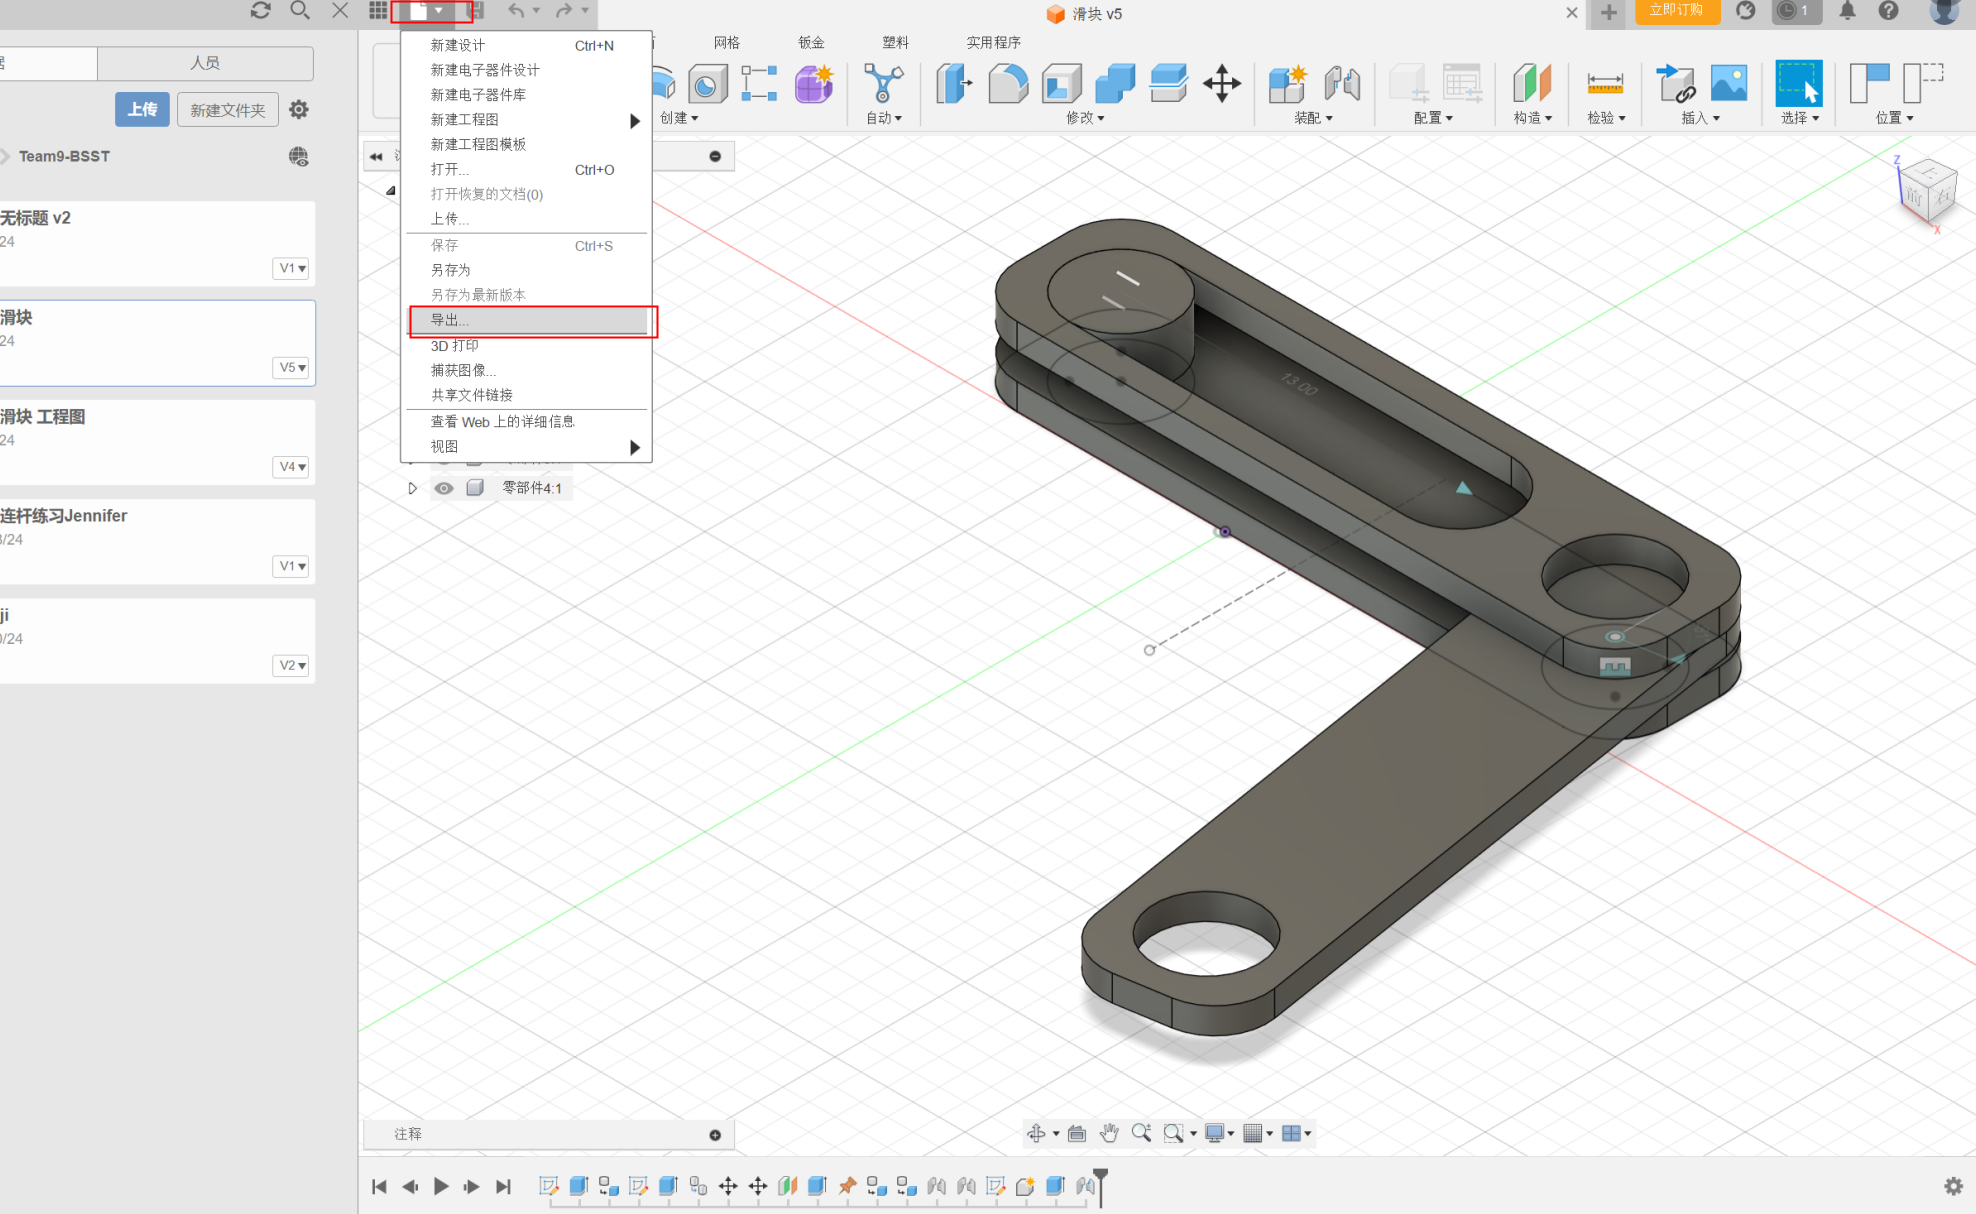 滑块 v5
立即订购
1
人员
上传
新建文件夹
Team9-BSST
无标题 v2
24
V1
滑块
24
V5
滑块 工程图
24
V4
连杆练习Jennifer
/24
V1
ji
/24
V2
新建设计 Ctrl+N
新建电子器件设计
新建电子器件库
新建工程图
新建工程图模板
打开... Ctrl+O
打开恢复的文档(0)
上传...
保存 Ctrl+S
另存为
另存为最新版本
导出...
3D 打印
捕获图像...
共享文件链接
查看 Web 上的详细信息
视图
网格
钣金
塑料
实用程序
创建
自动
修改
装配
配置
构造
检验
插入
选择
位置
零部件4:1
13.00
Z
上
前
右
X
注释